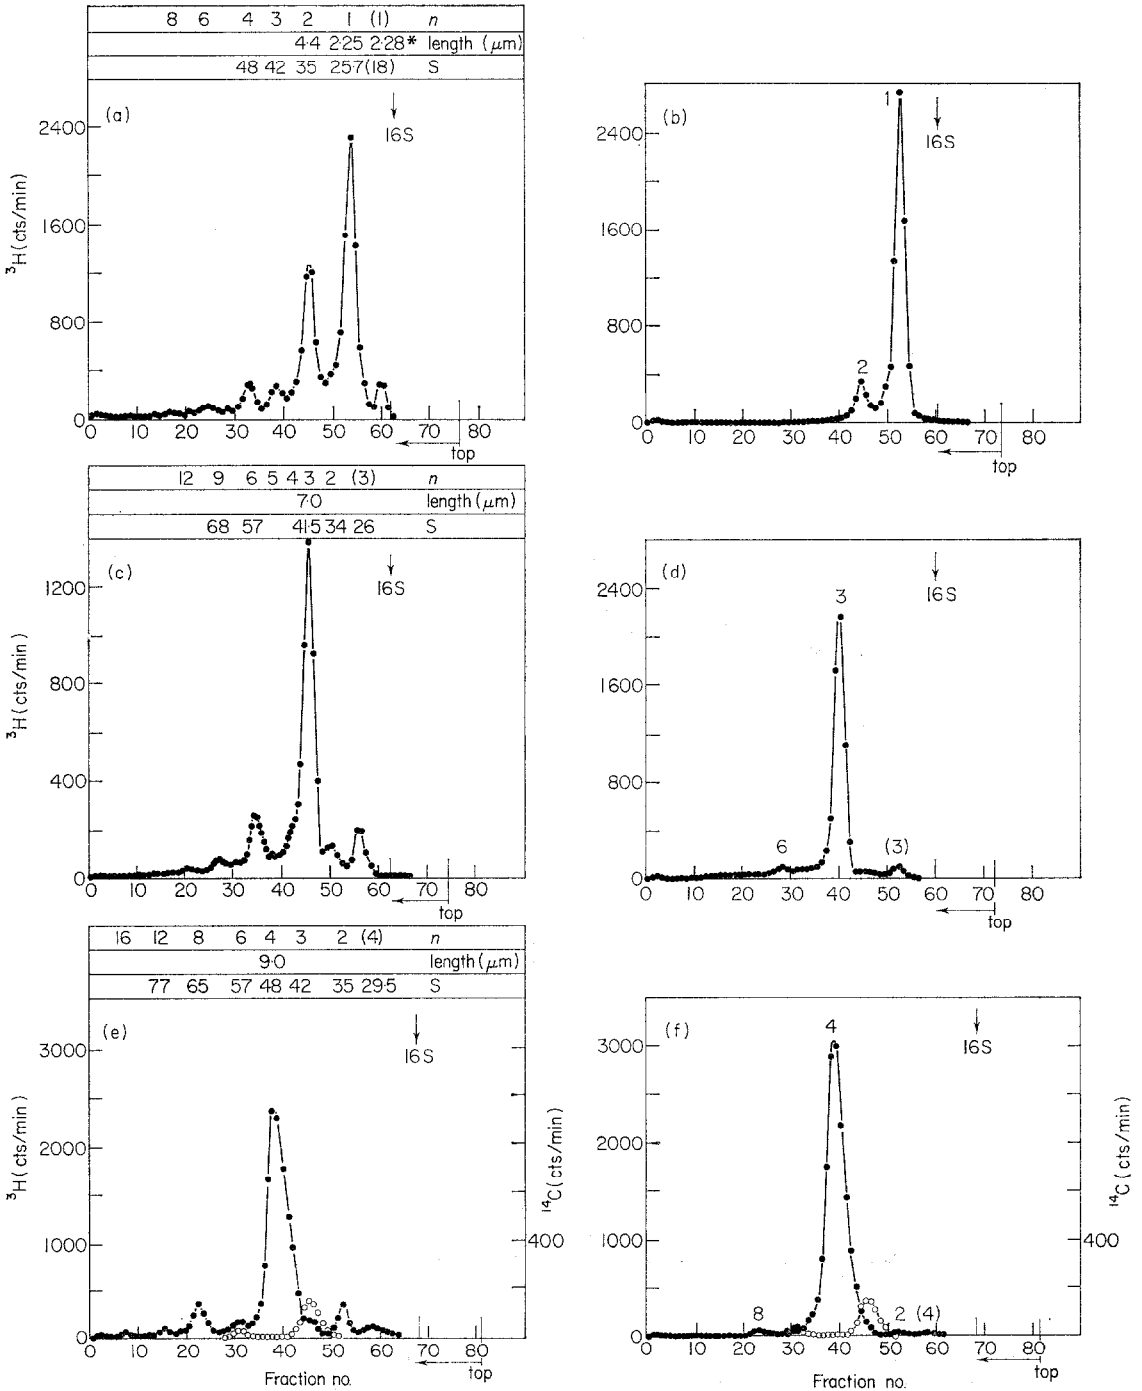 8 6 4 3 2 1 (1) n
4·4 2·25 2·28* length (μm)
48 42 35 25·7 (18) S
(a)
16S
2400
1600
800
0
³H (cts/min)
0 10 20 30 40 50 60 70 80
top
(b)
1
2
16S
2400
1600
800
0
0 10 20 30 40 50 60 70 80
top
12 9 6 5 4 3 2 (3) n
7·0 length (μm)
68 57 41·5 34 26 S
(c)
16S
1200
800
400
0
³H (cts/min)
0 10 20 30 40 50 60 70 80
top
(d)
3
6
(3)
16S
2400
1600
800
0
0 10 20 30 40 50 60 70 80
top
16 12 8 6 4 3 2 (4) n
9·0 length (μm)
77 65 57 48 42 35 29·5 S
(e)
16S
3000
2000
1000
0
³H (cts/min)
400
¹⁴C (cts/min)
0 10 20 30 40 50 60 70 80
top
Fraction no.
(f)
4
8
2 (4)
16S
3000
2000
1000
0
400
¹⁴C (cts/min)
0 10 20 30 40 50 60 70 80
top
Fraction no.